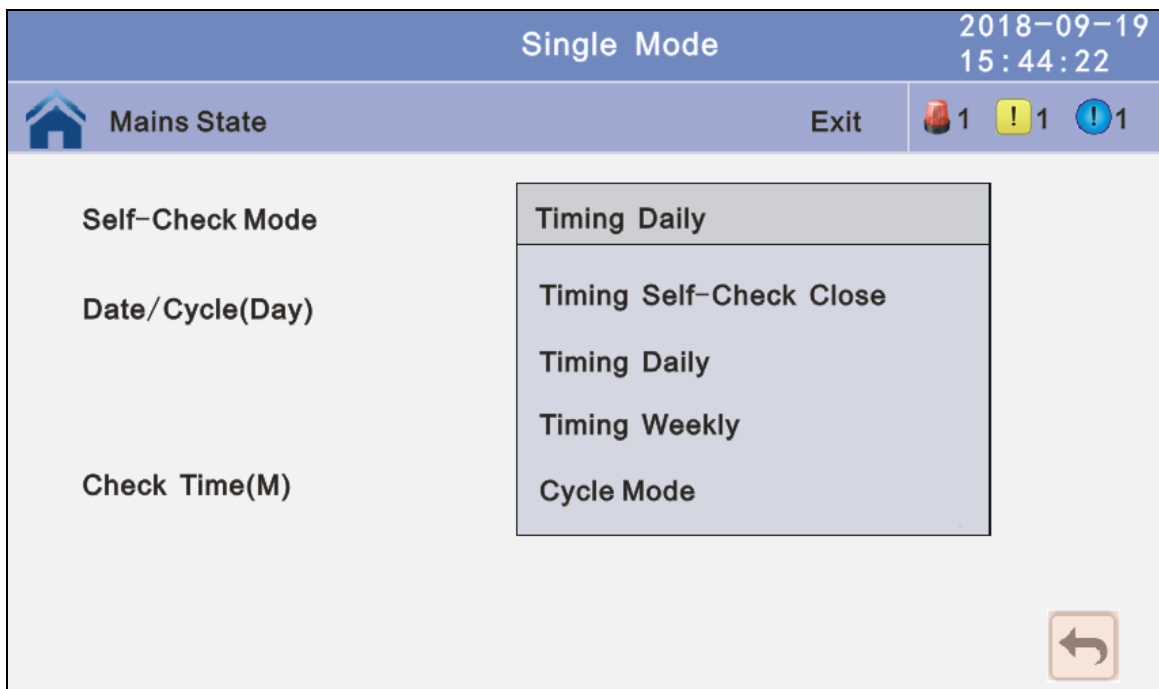 Single Mode
2018-09-19
15:44:22
Mains State
Exit
1
! 1
! 1
Self-Check Mode
Timing Daily
Date/Cycle(Day)
Timing Self-Check Close
Timing Daily
Timing Weekly
Check Time(M)
Cycle Mode